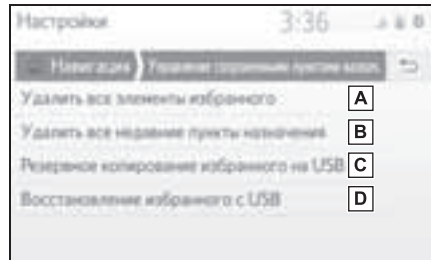 Настройки 3:36
Навигация
Удалить все элементы избранного A
Удалить все недавние пункты назначения B
Резервное копирование избранного на USB C
Восстановление избранного с USB D